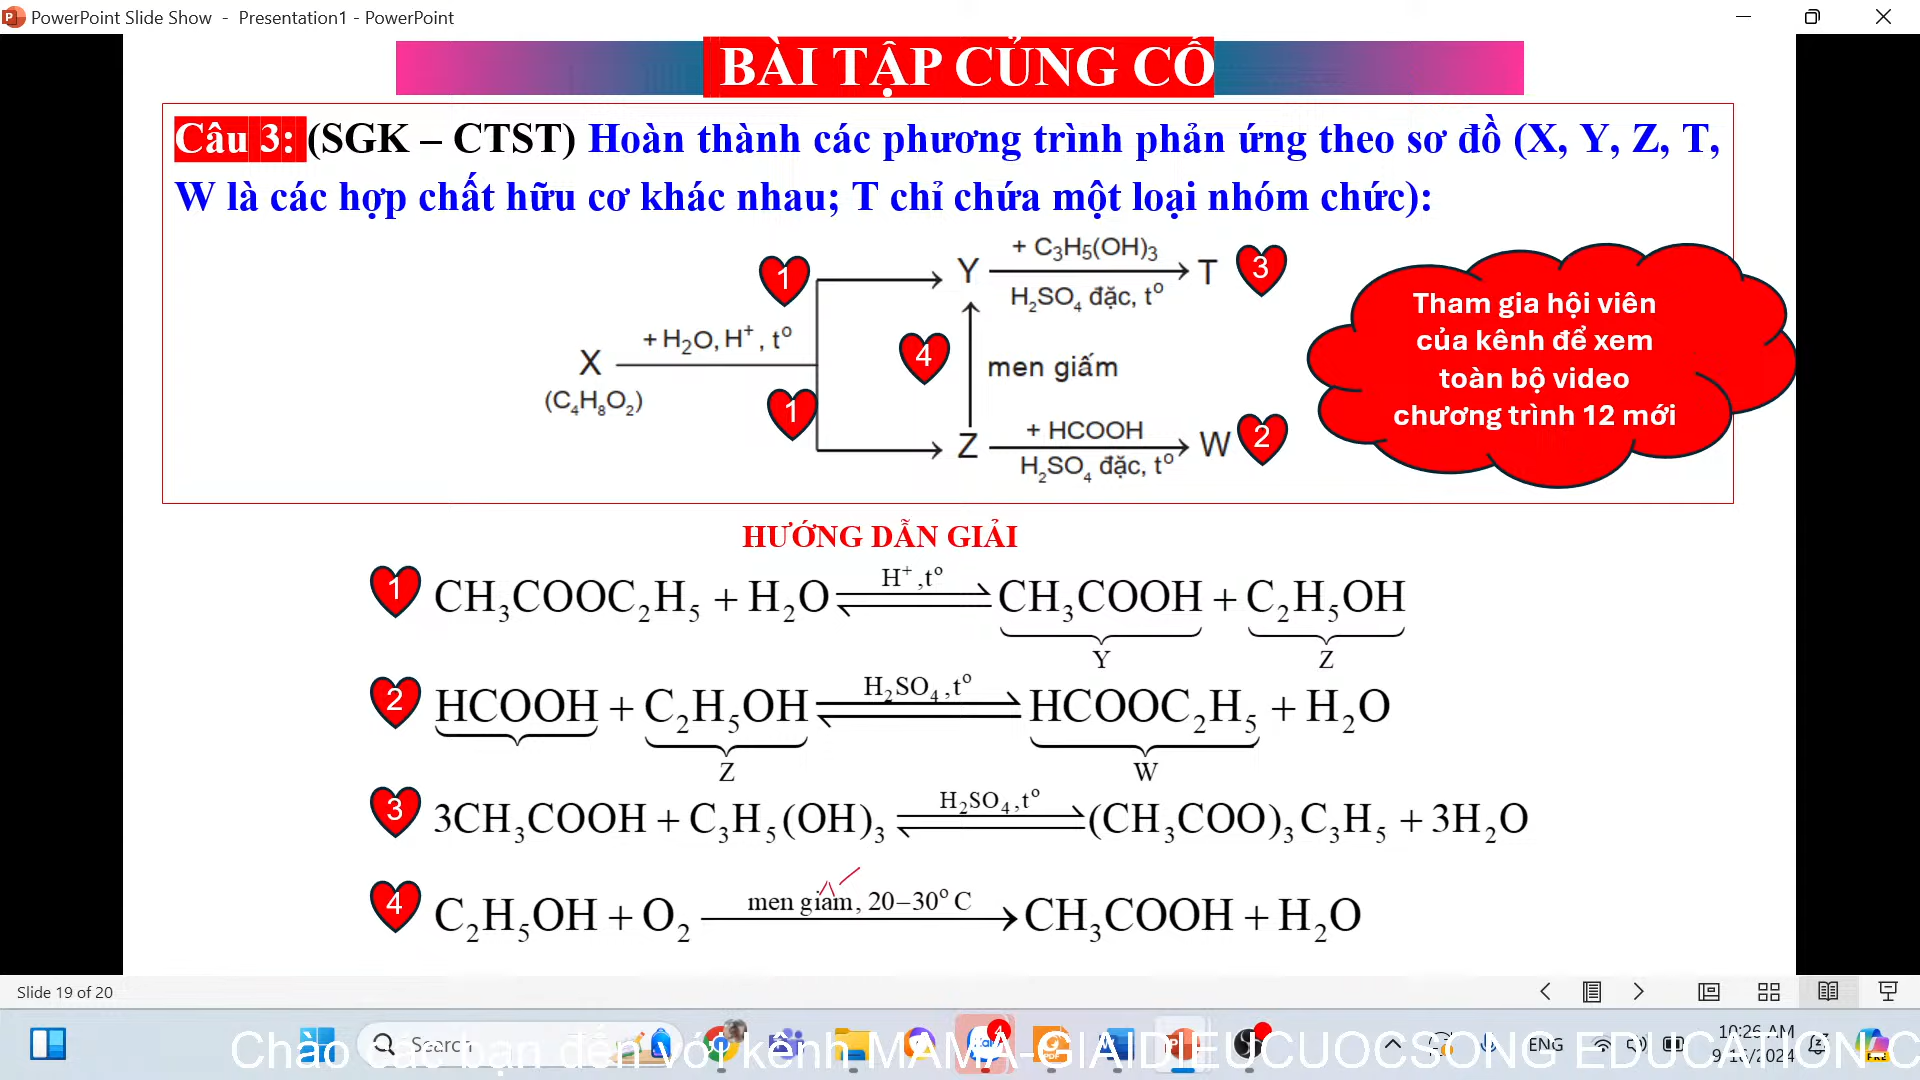 PowerPoint Slide Show - Presentation1 - PowerPoint
BÀI TẬP CỦNG CỐ
Câu 3: (SGK – CTST) Hoàn thành các phương trình phản ứng theo sơ đồ (X, Y, Z, T,
W là các hợp chất hữu cơ khác nhau; T chỉ chứa một loại nhóm chức):
X
(C₄H₈O₂)
+ H₂O, H⁺, t°
1
1
Y
+ C₃H₅(OH)₃
H₂SO₄ đặc, t°
T
3
4
men giấm
Z
+ HCOOH
H₂SO₄ đặc, t°
W
2
Tham gia hội viên
của kênh để xem
toàn bộ video
chương trình 12 mới
HƯỚNG DẪN GIẢI
1 CH₃COOC₂H₅ + H₂O ⇌ CH₃COOH + C₂H₅OH
H⁺, t°
Y Z
2 HCOOH + C₂H₅OH ⇌ HCOOC₂H₅ + H₂O
H₂SO₄, t°
Z W
3 3CH₃COOH + C₃H₅(OH)₃ ⇌ (CH₃COO)₃C₃H₅ + 3H₂O
H₂SO₄, t°
4 C₂H₅OH + O₂ → CH₃COOH + H₂O
men giấm, 20–30° C
Slide 19 of 20
Search
ENG
10:26 AM
9/16/2024
Chào các bạn đến với kênh MAMA-GIAIDIEUCUOCSONG EDUCATION-C